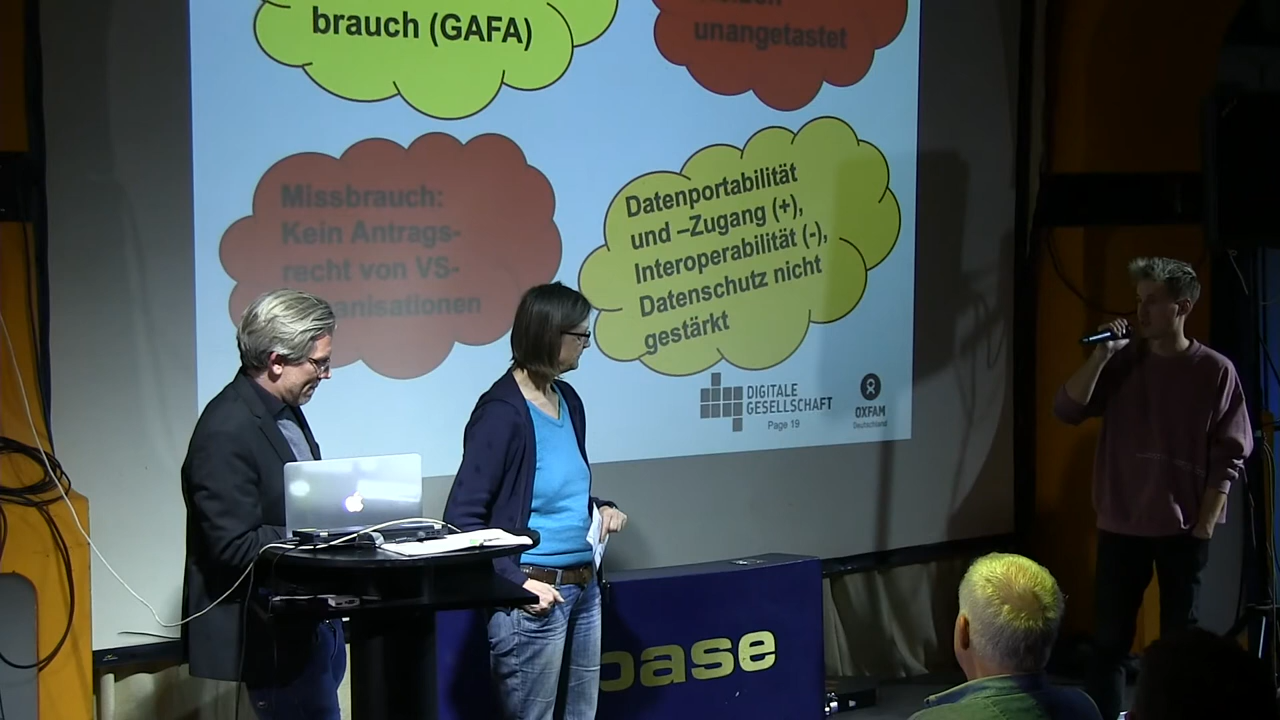 brauch (GAFA)
unangetastet
Missbrauch:
Kein Antrags-
recht von VS-
anisationen
Datenportabilität
und –Zugang (+),
Interoperabilität (-),
Datenschutz nicht
gestärkt
DIGITALE
GESELLSCHAFT
Page 19
OXFAM
Deutschland
base